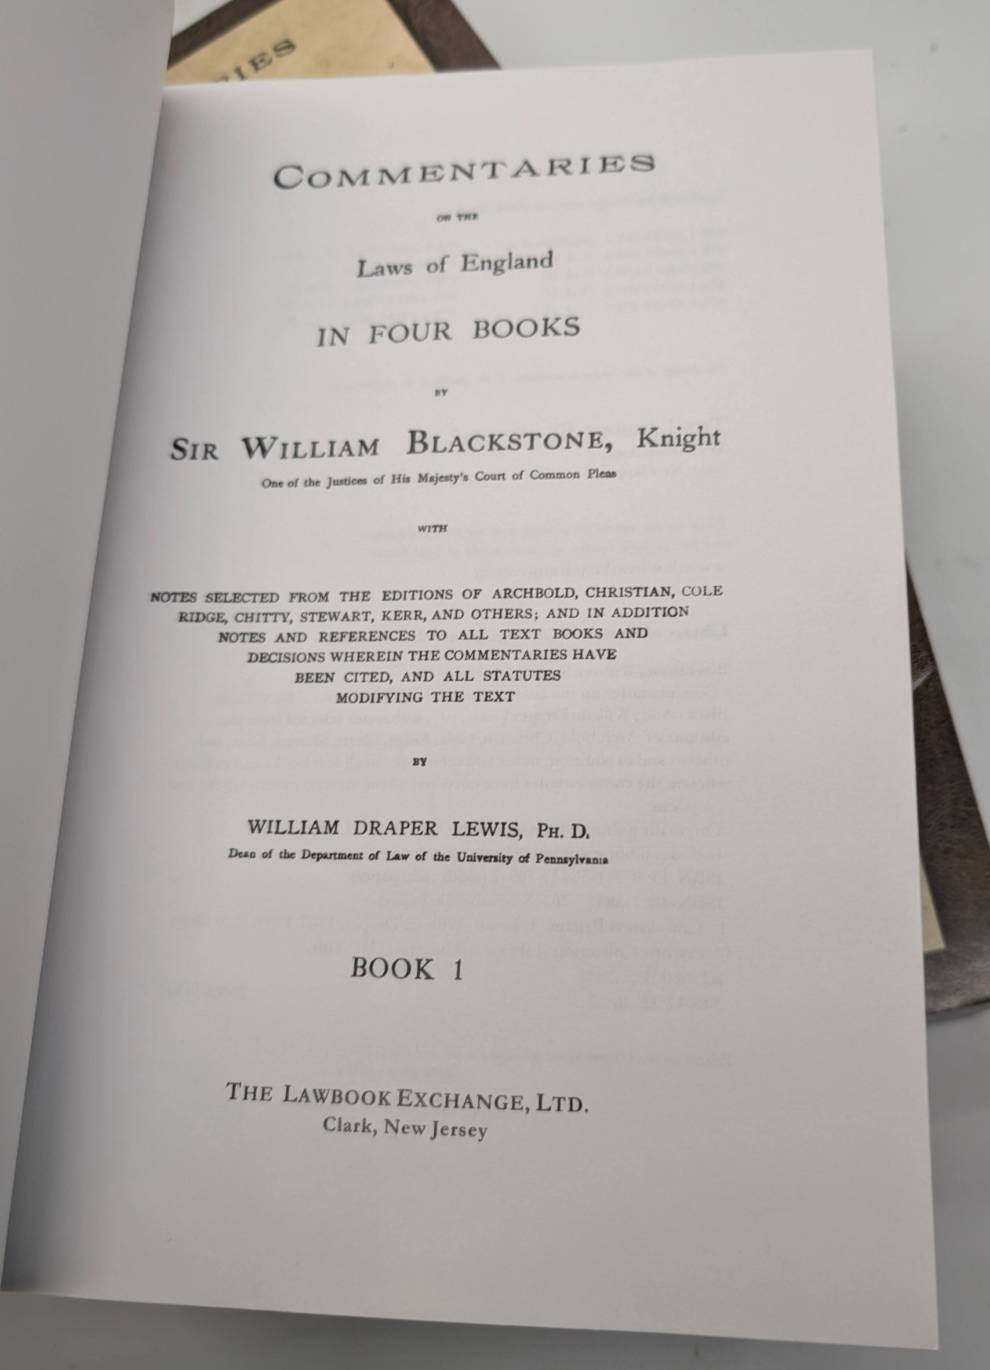 RIES
COMMENTARIES
ON THE
Laws of England
IN FOUR BOOKS
BY
SIR WILLIAM BLACKSTONE, Knight
One of the Justices of His Majesty's Court of Common Pleas
WITH
NOTES SELECTED FROM THE EDITIONS OF ARCHBOLD, CHRISTIAN, COLE
RIDGE, CHITTY, STEWART, KERR, AND OTHERS; AND IN ADDITION
NOTES AND REFERENCES TO ALL TEXT BOOKS AND
DECISIONS WHEREIN THE COMMENTARIES HAVE
BEEN CITED, AND ALL STATUTES
MODIFYING THE TEXT
BY
WILLIAM DRAPER LEWIS, PH. D.
Dean of the Department of Law of the University of Pennsylvania
BOOK 1
THE LAWBOOK EXCHANGE, LTD.
Clark, New Jersey